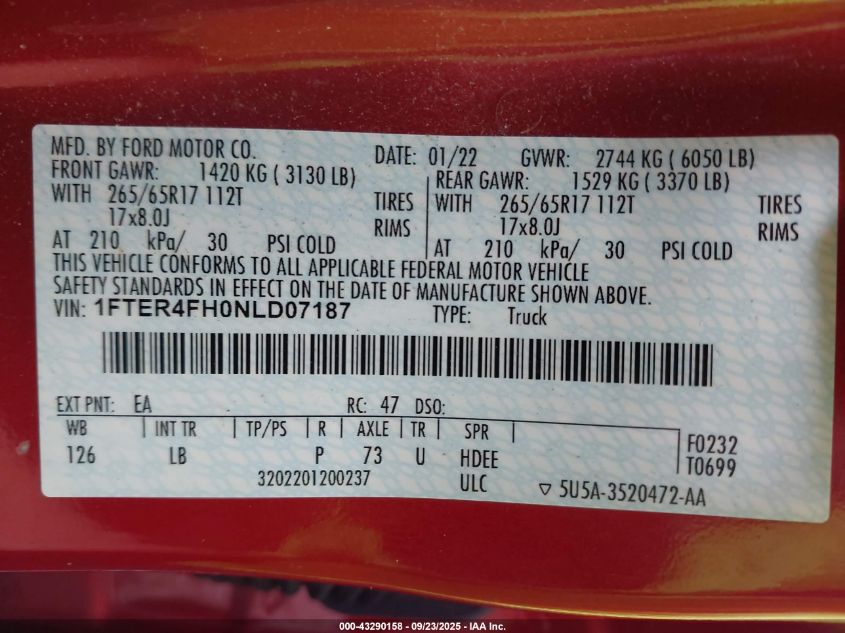 MFD. BY FORD MOTOR CO. DATE: 01/22 GVWR: 2744 KG ( 6050 LB)
FRONT GAWR: 1420 KG ( 3130 LB) REAR GAWR: 1529 KG ( 3370 LB)
WITH 265/65R17 112T TIRES WITH 265/65R17 112T TIRES
17x8.0J RIMS 17x8.0J RIMS
AT 210 kPa/ 30 PSI COLD AT 210 kPa/ 30 PSI COLD
THIS VEHICLE CONFORMS TO ALL APPLICABLE FEDERAL MOTOR VEHICLE
SAFETY STANDARDS IN EFFECT ON THE DATE OF MANUFACTURE SHOWN ABOVE.
VIN: 1FTER4FH0NLD07187 TYPE: Truck
EXT PNT: EA RC: 47 DSO:
WB INT TR TP/PS R AXLE TR SPR
126 LB P 73 U HDEE F0232
T0699
3202201200237 ULC ▽ 5U5A-3520472-AA
000-43290158 - 09/23/2025 - IAA Inc.